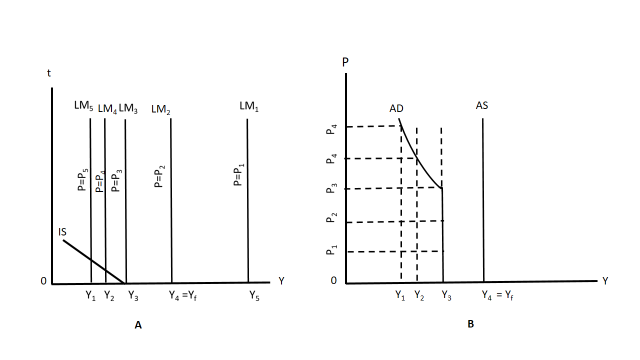 t
LM5 LM4 LM3 LM2 LM1
P=P5 P=P4 P=P3 P=P2 P=P1
IS
0 Y
Y1 Y2 Y3 Y4 =Yf Y5
A
P
AD AS
P4
P4
P3
P2
P1
0 Y
Y1 Y2 Y3 Y4 = Yf
B